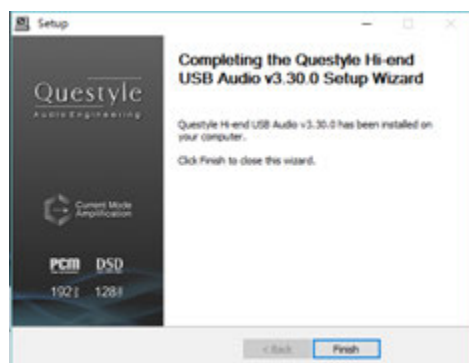 Setup
Completing the Questyle Hi-end
USB Audio v3.30.0 Setup Wizard
Questyle Hi-end USB Audio v3.30.0 has been installed on
your computer.
Click Finish to close this wizard.
Questyle
Audio Engineering
Current Mode
Amplification
PCM DSD
< Back Finish